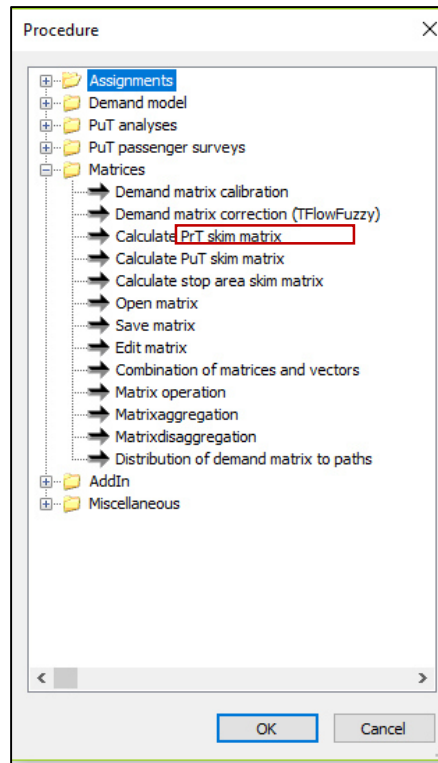 Procedure
Assignments
Demand model
PuT analyses
PuT passenger surveys
Matrices
Demand matrix calibration
Demand matrix correction (TFlowFuzzy)
Calculate PrT skim matrix
Calculate PuT skim matrix
Calculate stop area skim matrix
Open matrix
Save matrix
Edit matrix
Combination of matrices and vectors
Matrix operation
Matrixaggregation
Matrixdisaggregation
Distribution of demand matrix to paths
AddIn
Miscellaneous
OK Cancel